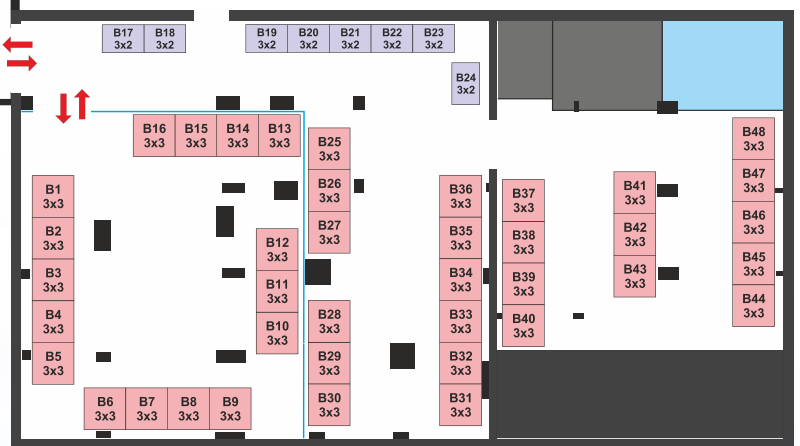 B17 B18 B19 B20 B21 B22 B23
3x2 3x2 3x2 3x2 3x2 3x2 3x2
B24
3x2
B16 B15 B14 B13
3x3 3x3 3x3 3x3
B25
3x3
B26
3x3
B27
3x3
B1
3x3
B2
3x3
B3
3x3
B4
3x3
B5
3x3
B12
3x3
B11
3x3
B10
3x3
B28
3x3
B29
3x3
B30
3x3
B6 B7 B8 B9
3x3 3x3 3x3 3x3
B36
3x3
B35
3x3
B34
3x3
B33
3x3
B32
3x3
B31
3x3
B37
3x3
B38
3x3
B39
3x3
B40
3x3
B41
3x3
B42
3x3
B43
3x3
B48
3x3
B47
3x3
B46
3x3
B45
3x3
B44
3x3